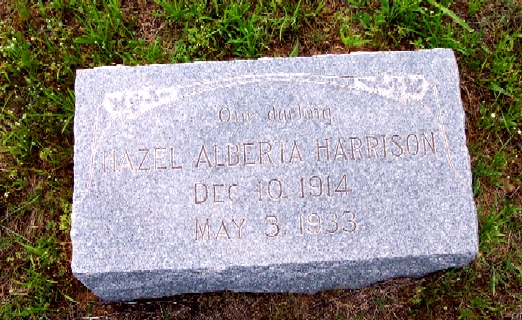 Our darling
HAZEL ALBERTA HARRISON
DEC. 10, 1914
MAY 3, 1933